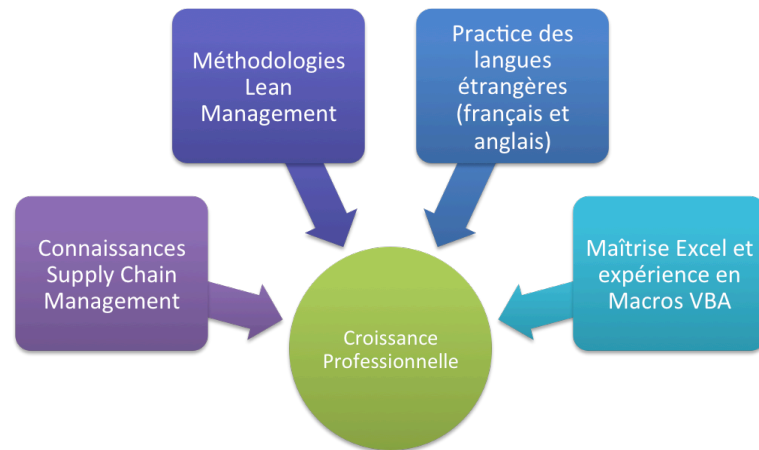 Connaissances
Supply Chain
Management
Méthodologies
Lean
Management
Practice des
langues
étrangères
(français et
anglais)
Maîtrise Excel et
expérience en
Macros VBA
Croissance
Professionnelle